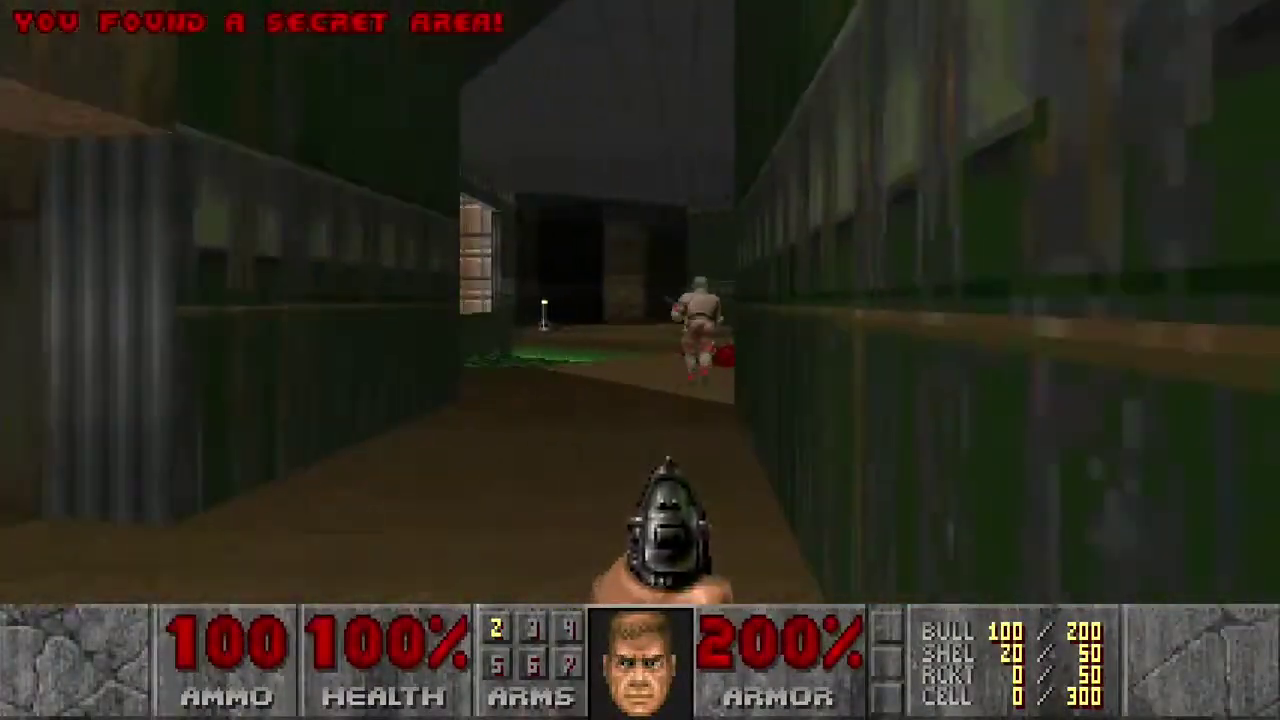 YOU FOUND A SECRET AREA!
100 100% 2 3 4 200%
5 6 7
AMMO HEALTH ARMS ARMOR
BULL 100 / 200
SHEL 20 / 50
RCKT 0 / 50
CELL 0 / 300